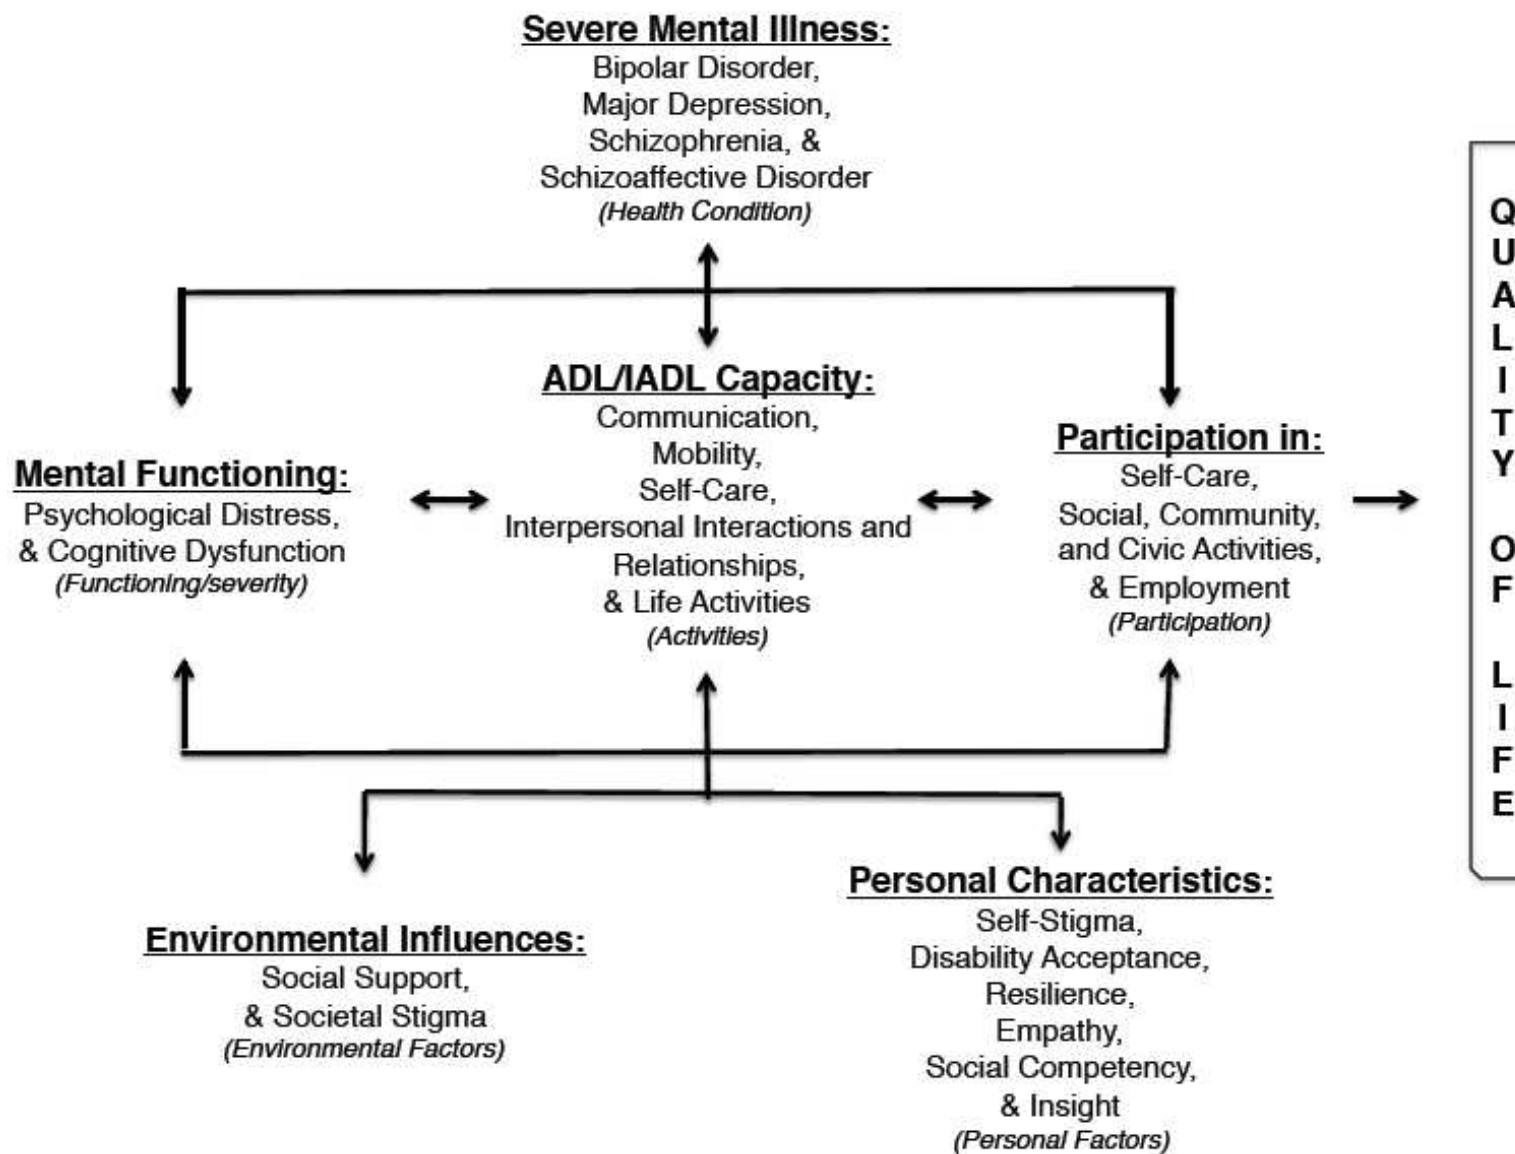 Severe Mental Illness:
Bipolar Disorder,
Major Depression,
Schizophrenia, &
Schizoaffective Disorder
(Health Condition)
Mental Functioning:
Psychological Distress,
& Cognitive Dysfunction
(Functioning/severity)
ADL/IADL Capacity:
Communication,
Mobility,
Self-Care,
Interpersonal Interactions and
Relationships,
& Life Activities
(Activities)
Participation in:
Self-Care,
Social, Community,
and Civic Activities,
& Employment
(Participation)
QUALITY OF LIFE
Environmental Influences:
Social Support,
& Societal Stigma
(Environmental Factors)
Personal Characteristics:
Self-Stigma,
Disability Acceptance,
Resilience,
Empathy,
Social Competency,
& Insight
(Personal Factors)